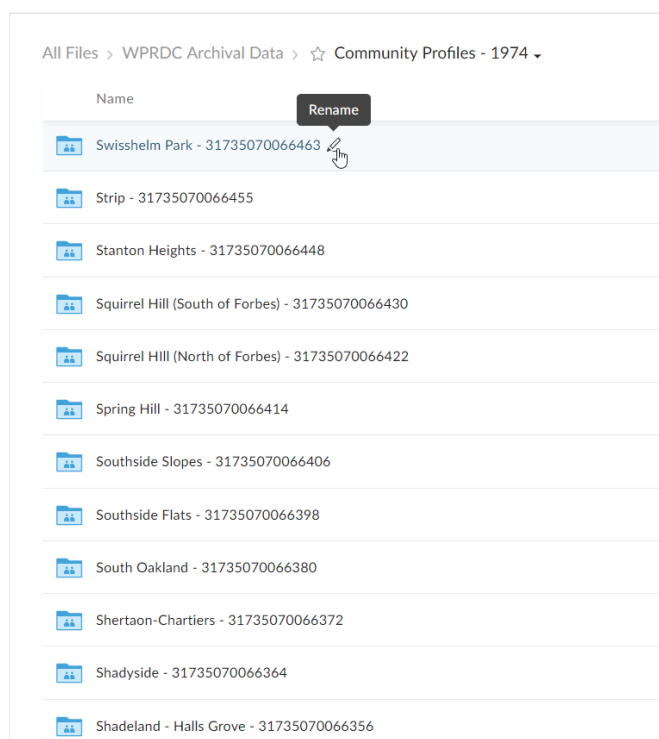 All Files > WPRDC Archival Data > Community Profiles - 1974
Name
Rename
Swisshelm Park - 31735070066463
Strip - 31735070066455
Stanton Heights - 31735070066448
Squirrel Hill (South of Forbes) - 31735070066430
Squirrel HIll (North of Forbes) - 31735070066422
Spring Hill - 31735070066414
Southside Slopes - 31735070066406
Southside Flats - 31735070066398
South Oakland - 31735070066380
Shertaon-Chartiers - 31735070066372
Shadyside - 31735070066364
Shadeland - Halls Grove - 31735070066356